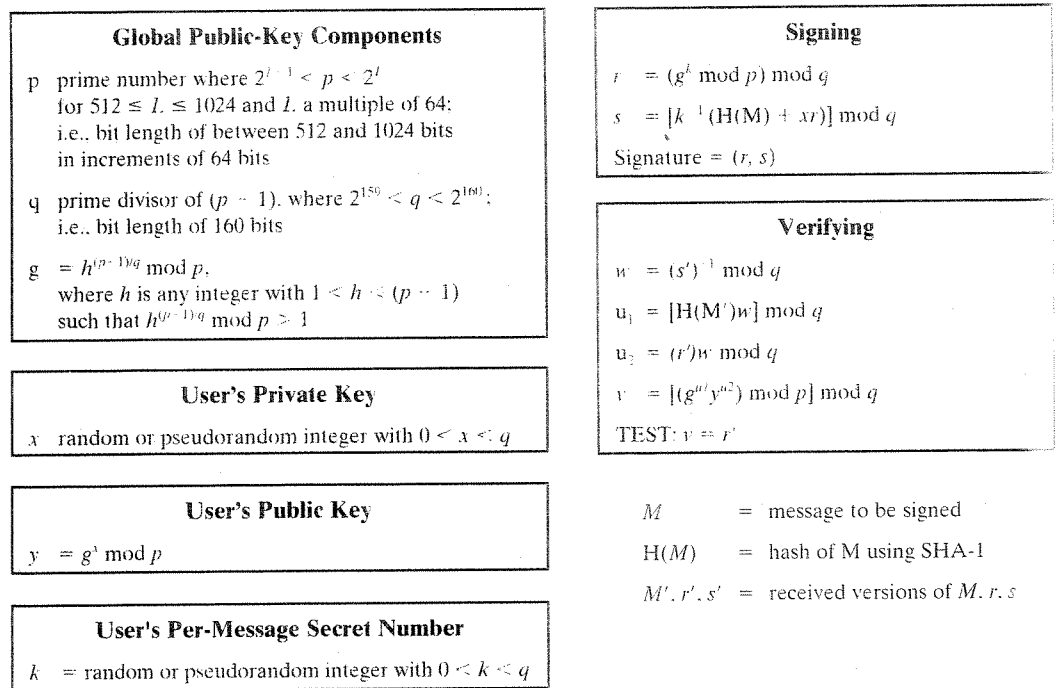 Global Public-Key Components
p prime number where 2^{L-1} < p < 2^L
for 512 ≤ L ≤ 1024 and L a multiple of 64;
i.e., bit length of between 512 and 1024 bits
in increments of 64 bits
q prime divisor of (p - 1), where 2^{159} < q < 2^{160};
i.e., bit length of 160 bits
g = h^{(p-1)/q} mod p,
where h is any integer with 1 < h < (p - 1)
such that h^{(p-1)/q} mod p > 1
User's Private Key
x random or pseudorandom integer with 0 < x < q
User's Public Key
y = g^x mod p
User's Per-Message Secret Number
k = random or pseudorandom integer with 0 < k < q
Signing
r = (g^k mod p) mod q
s = [k^{-1} (H(M) + xr)] mod q
Signature = (r, s)
Verifying
w = (s')^{-1} mod q
u_1 = [H(M')w] mod q
u_2 = (r')w mod q
v = [(g^{u1} y^{u2}) mod p] mod q
TEST: v = r'
M = message to be signed
H(M) = hash of M using SHA-1
M', r', s' = received versions of M, r, s